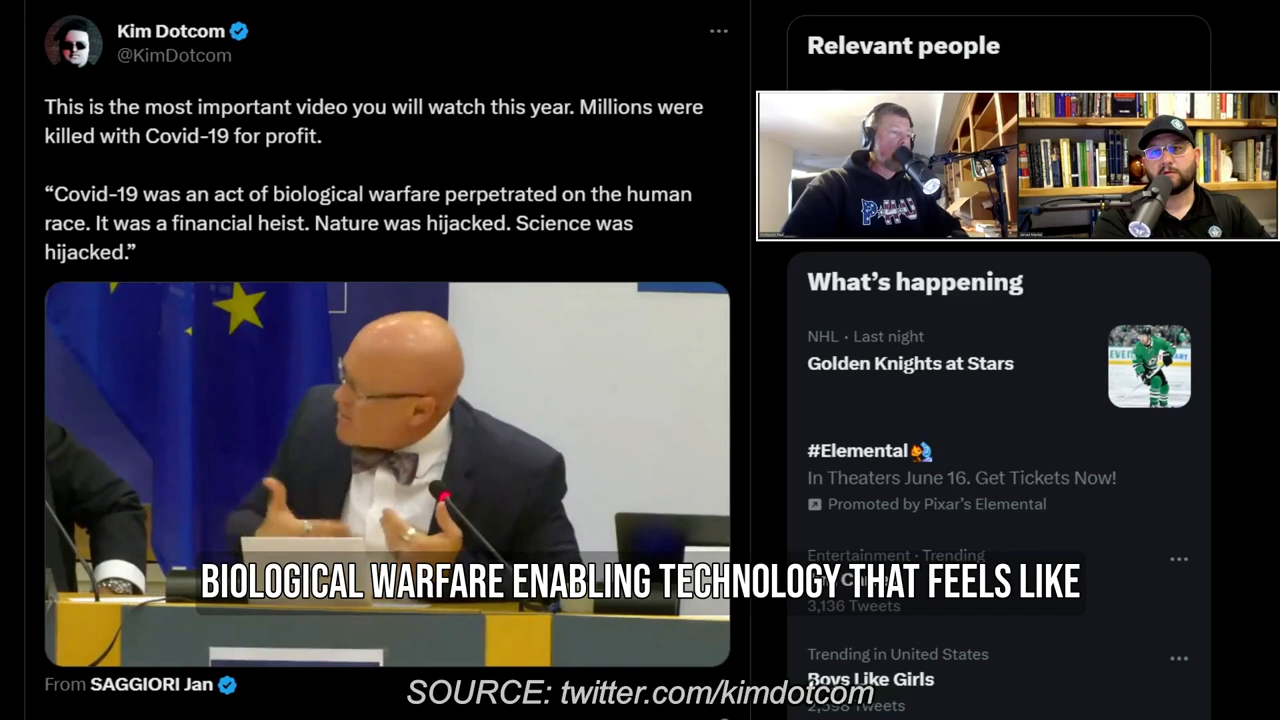 Kim Dotcom
@KimDotcom
This is the most important video you will watch this year. Millions were
killed with Covid-19 for profit.
“Covid-19 was an act of biological warfare perpetrated on the human
race. It was a financial heist. Nature was hijacked. Science was
hijacked.”
From SAGGIORI Jan
Relevant people
What’s happening
NHL · Last night
Golden Knights at Stars
#Elemental
In Theaters June 16. Get Tickets Now!
Promoted by Pixar’s Elemental
Entertainment · Trending
3,136 Tweets
Trending in United States
Boys Like Girls
2,598 Tweets
BIOLOGICAL WARFARE ENABLING TECHNOLOGY THAT FEELS LIKE
SOURCE: twitter.com/kimdotcom